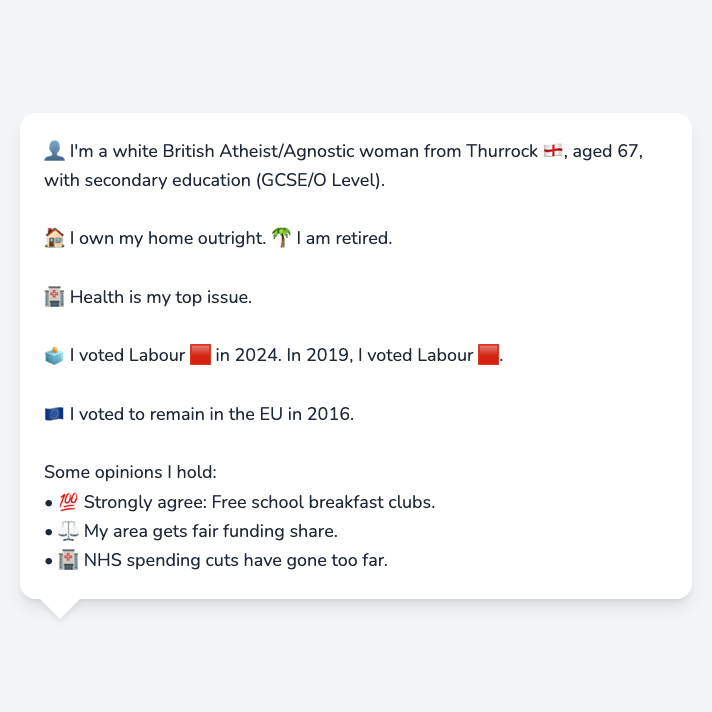 👤 I'm a white British Atheist/Agnostic woman from Thurrock 🏴󠁧󠁢󠁥󠁮󠁧󠁿, aged 67,
with secondary education (GCSE/O Level).
🏠 I own my home outright. 🌴 I am retired.
🏥 Health is my top issue.
🗳️ I voted Labour 🟥 in 2024. In 2019, I voted Labour 🟥.
🇪🇺 I voted to remain in the EU in 2016.
Some opinions I hold:
• 💯 Strongly agree: Free school breakfast clubs.
• ⚖️ My area gets fair funding share.
• 🏥 NHS spending cuts have gone too far.